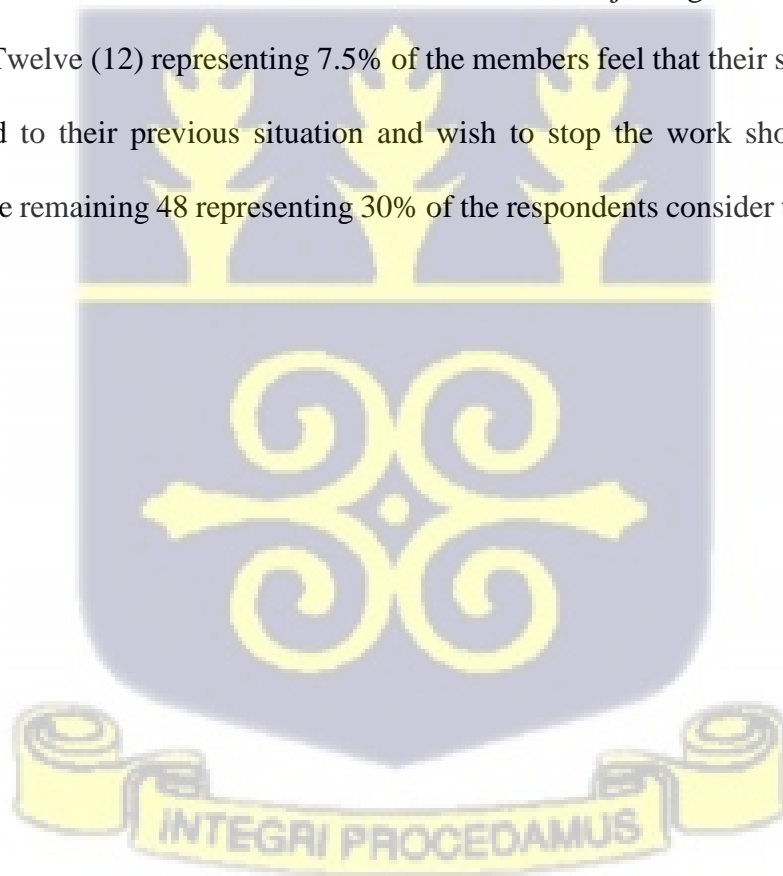 Twelve (12) representing 7.5% of the members feel that their s
d to their previous situation and wish to stop the work sho
e remaining 48 representing 30% of the respondents consider
INTEGRI PROCEDAMUS